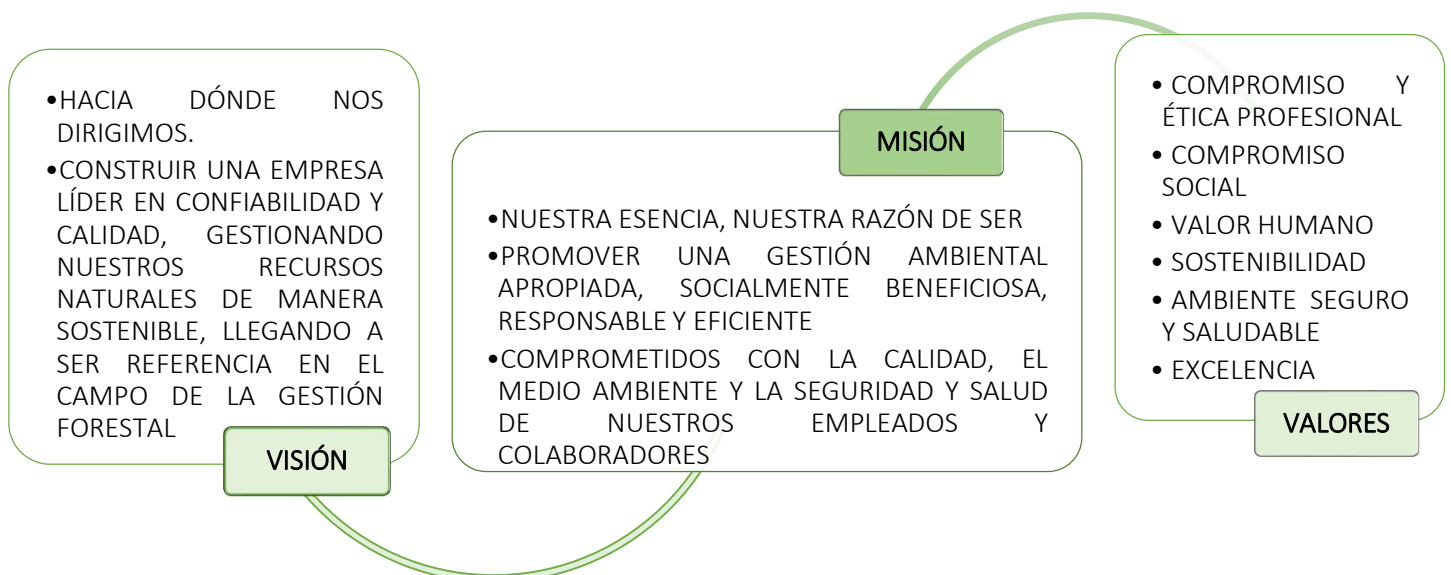 •HACIA DÓNDE NOS
DIRIGIMOS.
•CONSTRUIR UNA EMPRESA
LÍDER EN CONFIABILIDAD Y
CALIDAD, GESTIONANDO
NUESTROS RECURSOS
NATURALES DE MANERA
SOSTENIBLE, LLEGANDO A
SER REFERENCIA EN EL
CAMPO DE LA GESTIÓN
FORESTAL
VISIÓN
MISIÓN
•NUESTRA ESENCIA, NUESTRA RAZÓN DE SER
•PROMOVER UNA GESTIÓN AMBIENTAL
APROPIADA, SOCIALMENTE BENEFICIOSA,
RESPONSABLE Y EFICIENTE
•COMPROMETIDOS CON LA CALIDAD, EL
MEDIO AMBIENTE Y LA SEGURIDAD Y SALUD
DE NUESTROS EMPLEADOS Y
COLABORADORES
• COMPROMISO Y
ÉTICA PROFESIONAL
• COMPROMISO
SOCIAL
• VALOR HUMANO
• SOSTENIBILIDAD
• AMBIENTE SEGURO
Y SALUDABLE
• EXCELENCIA
VALORES